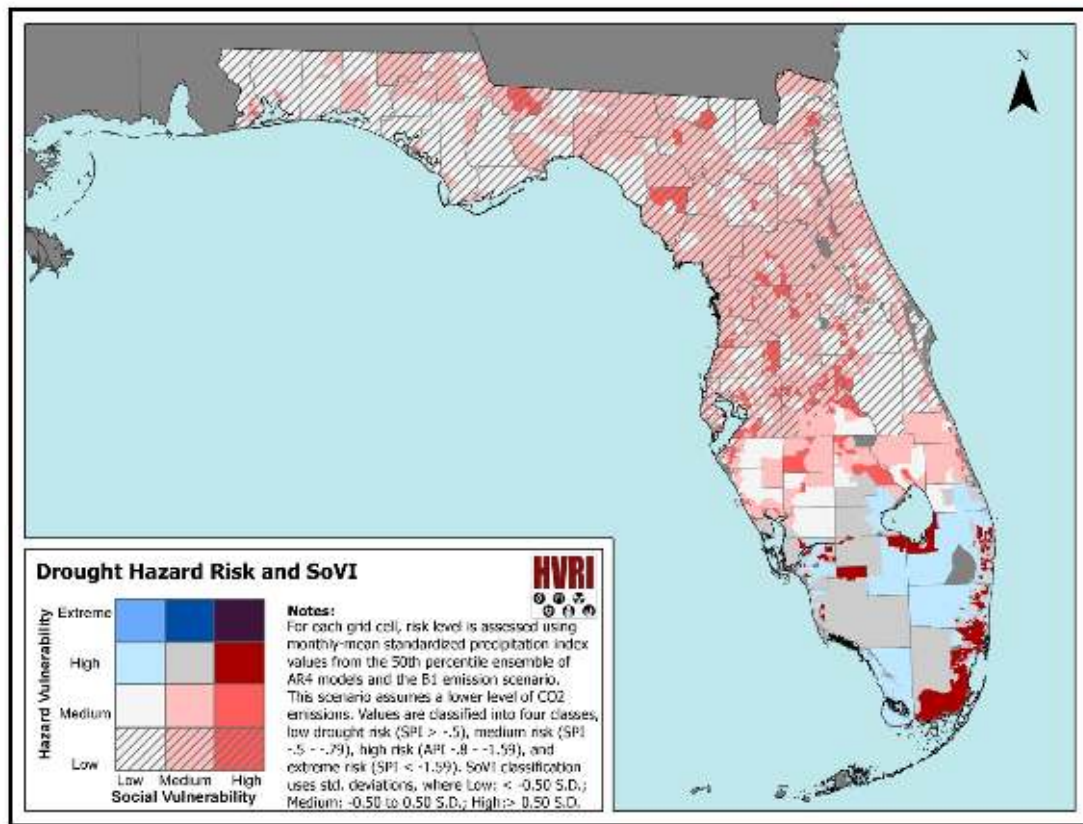 N
Drought Hazard Risk and SoVI
HVRI
Hazard Vulnerability
Extreme
High
Medium
Low
Low Medium High
Social Vulnerability
Notes:
For each grid cell, risk level is assessed using
monthly-mean standardized precipitation index
values from the 50th percentile ensemble of
AR4 models and the B1 emission scenario.
This scenario assumes a lower level of CO2
emissions. Values are classified into four classes,
low drought risk (SPI > -.5), medium risk (SPI
-.5 - -.79), high risk (API -.8 - -1.59), and
extreme risk (SPI < -1.59). SoVI classification
uses std. deviations, where Low: < -0.50 S.D.;
Medium: -0.50 to 0.50 S.D.; High:> 0.50 S.D.